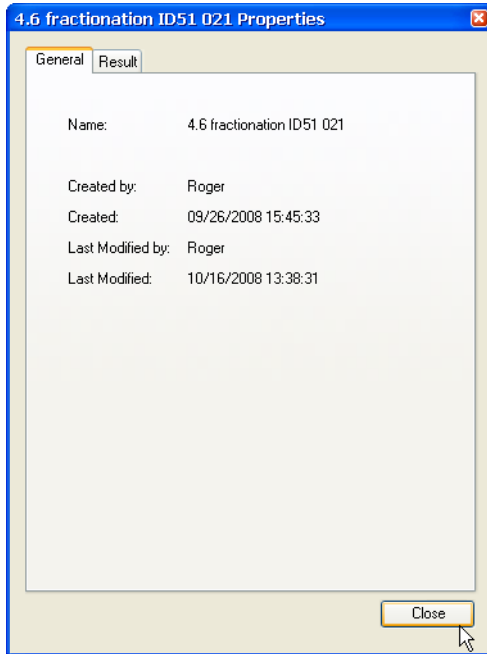 4.6 fractionation ID51 021 Properties
General Result
Name: 4.6 fractionation ID51 021
Created by: Roger
Created: 09/26/2008 15:45:33
Last Modified by: Roger
Last Modified: 10/16/2008 13:38:31
Close